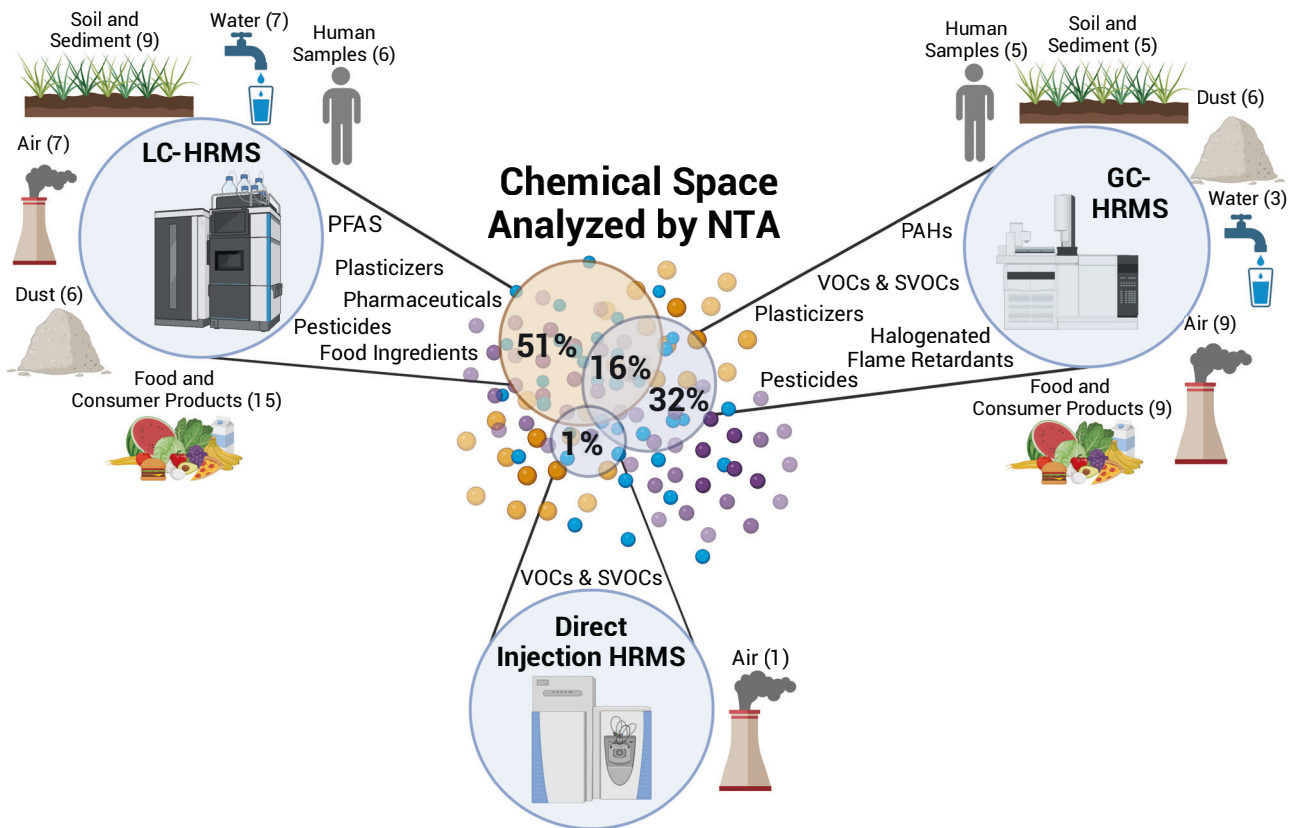 Soil and
Sediment (9)
Water (7)
Human
Samples (6)
Air (7)
LC-HRMS
Dust (6)
Food and
Consumer Products (15)
PFAS
Plasticizers
Pharmaceuticals
Pesticides
Food Ingredients
Chemical Space
Analyzed by NTA
51%
16%
32%
1%
Human
Samples (5)
Soil and
Sediment (5)
Dust (6)
GC-
HRMS
Water (3)
PAHs
VOCs & SVOCs
Plasticizers
Halogenated
Flame Retardants
Pesticides
Air (9)
Food and
Consumer Products (9)
VOCs & SVOCs
Direct
Injection HRMS
Air (1)